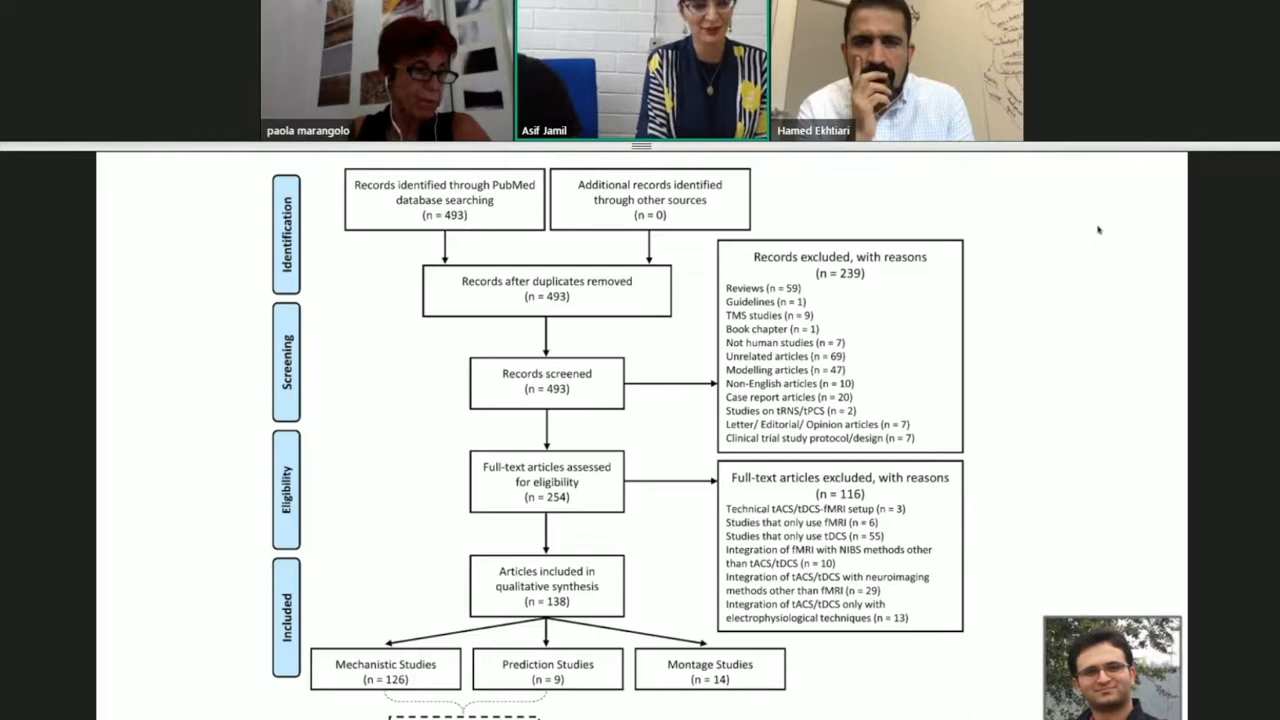 paola marangolo
Asif Jamil
Hamed Ekhtiari
Identification
Screening
Eligibility
Included
Records identified through PubMed
database searching
(n = 493)
Additional records identified
through other sources
(n = 0)
Records after duplicates removed
(n = 493)
Records screened
(n = 493)
Records excluded, with reasons
(n = 239)
Reviews (n = 59)
Guidelines (n = 1)
TMS studies (n = 9)
Book chapter (n = 1)
Not human studies (n = 7)
Unrelated articles (n = 69)
Modelling articles (n = 47)
Non-English articles (n = 10)
Case report articles (n = 20)
Studies on tRNS/tPCS (n = 2)
Letter/ Editorial/ Opinion articles (n = 7)
Clinical trial study protocol/design (n = 7)
Full-text articles assessed
for eligibility
(n = 254)
Full-text articles excluded, with reasons
(n = 116)
Technical tACS/tDCS-fMRI setup (n = 3)
Studies that only use fMRI (n = 6)
Studies that only use tDCS (n = 55)
Integration of fMRI with NIBS methods other
than tACS/tDCS (n = 10)
Integration of tACS/tDCS with neuroimaging
methods other than fMRI (n = 29)
Integration of tACS/tDCS only with
electrophysiological techniques (n = 13)
Articles included in
qualitative synthesis
(n = 138)
Mechanistic Studies
(n = 126)
Prediction Studies
(n = 9)
Montage Studies
(n = 14)